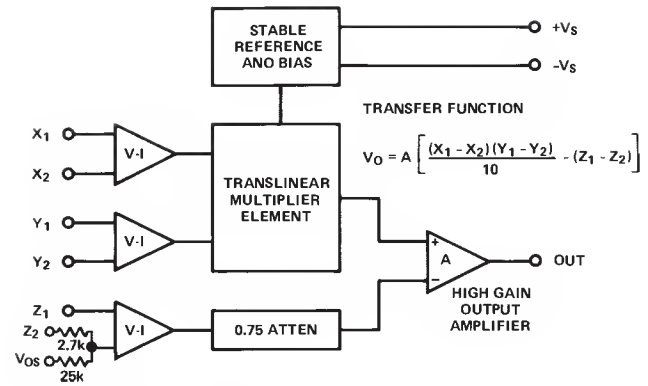 STABLE
REFERENCE
ANO BIAS
+VS
-VS
TRANSFER FUNCTION
VO = A [ (X1 - X2) (Y1 - Y2) / 10 - (Z1 - Z2) ]
X1
X2
V-I
TRANSLINEAR
MULTIPLIER
ELEMENT
Y1
Y2
V-I
+
A
-
OUT
HIGH GAIN
OUTPUT
AMPLIFIER
Z1
Z2
2.7k
VOS
25k
V-I
0.75 ATTEN